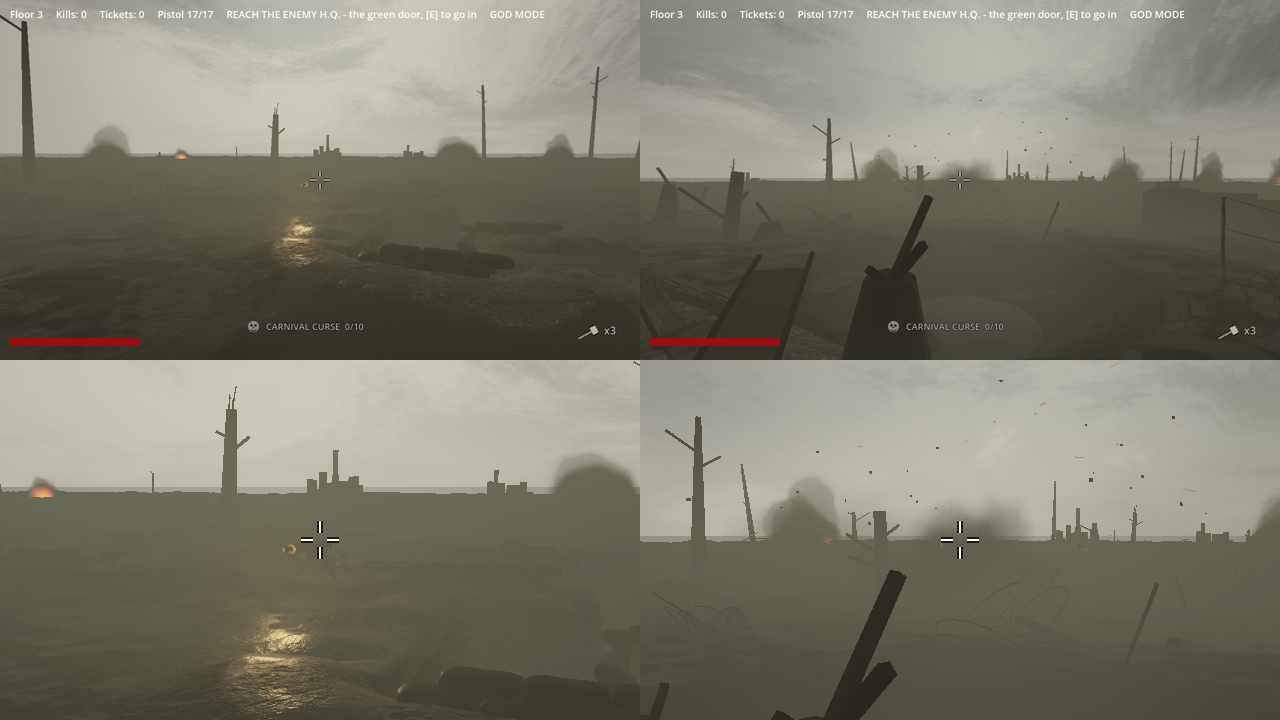 Floor 3 Kills: 0 Tickets: 0 Pistol 17/17 REACH THE ENEMY H.Q. - the green door, [E] to go in GOD MODE
CARNIVAL CURSE 0/10
x3
Floor 3 Kills: 0 Tickets: 0 Pistol 17/17 REACH THE ENEMY H.Q. - the green door, [E] to go in GOD MODE
CARNIVAL CURSE 0/10
x3